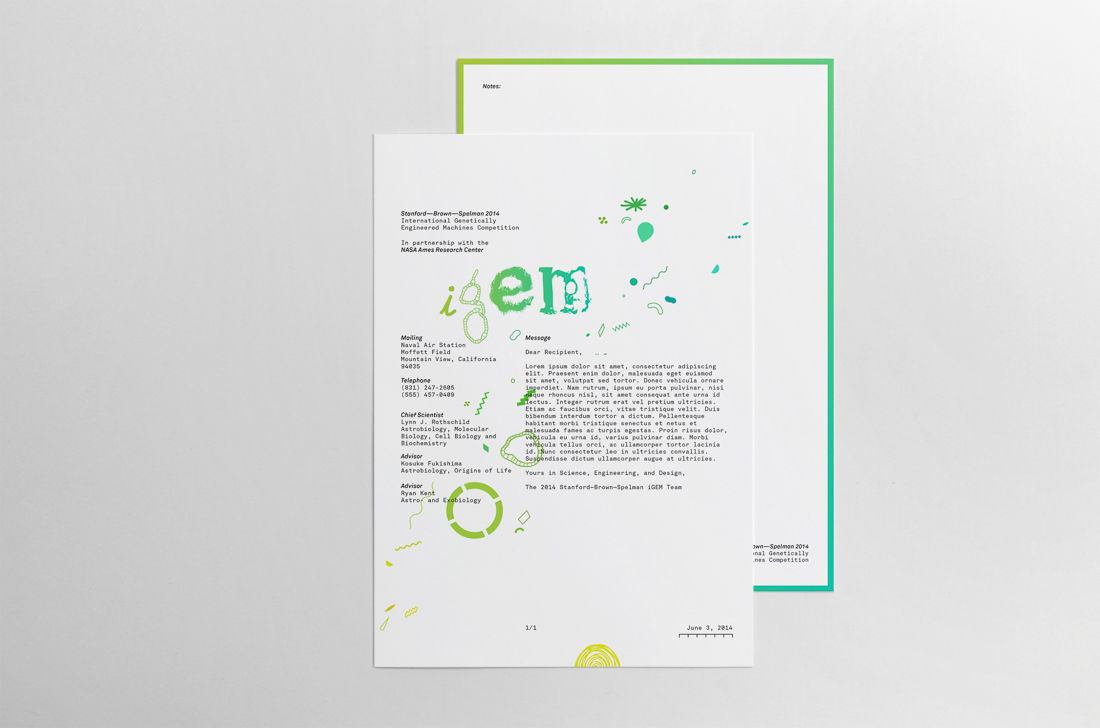 Notes:
Stanford—Brown—Spelman 2014
International Genetically
Engineered Machines Competition
In partnership with the
NASA Ames Research Center
igem
Mailing
Naval Air Station
Moffett Field
Mountain View, California
94035
Telephone
(831) 247-2605
(555) 457-0409
Chief Scientist
Lynn J. Rothschild
Astrobiology, Molecular
Biology, Cell Biology and
Biochemistry
Advisor
Kosuke Fukishima
Astrobiology, Origins of Life
Advisor
Ryan Kent
Astro- and Exobiology
Message
Dear Recipient,
Lorem ipsum dolor sit amet, consectetur adipiscing
elit. Praesent enim dolor, malesuada eget euismod
sit amet, volutpat sed tortor. Donec vehicula ornare
imperdiet. Nam rutrum, ipsum eu porta pulvinar, nisi
neque rhoncus nisl, sit amet consequat ante urna id
lectus. Integer rutrum erat vel pretium ultricies.
Etiam ac faucibus orci, vitae tristique velit. Duis
bibendum interdum tortor a dictum. Pellentesque
habitant morbi tristique senectus et netus et
malesuada fames ac turpis egestas. Proin risus dolor,
vehicula eu urna id, varius pulvinar diam. Morbi
vehicula tellus orci, ac ullamcorper tortor lacinia
id. Nunc consectetur leo in ultricies convallis.
Suspendisse dictum ullamcorper augue at ultricies.
Yours in Science, Engineering, and Design,
The 2014 Stanford—Brown—Spelman iGEM Team
own—Spelman 2014
onal Genetically
nes Competition
1/1
June 3, 2014